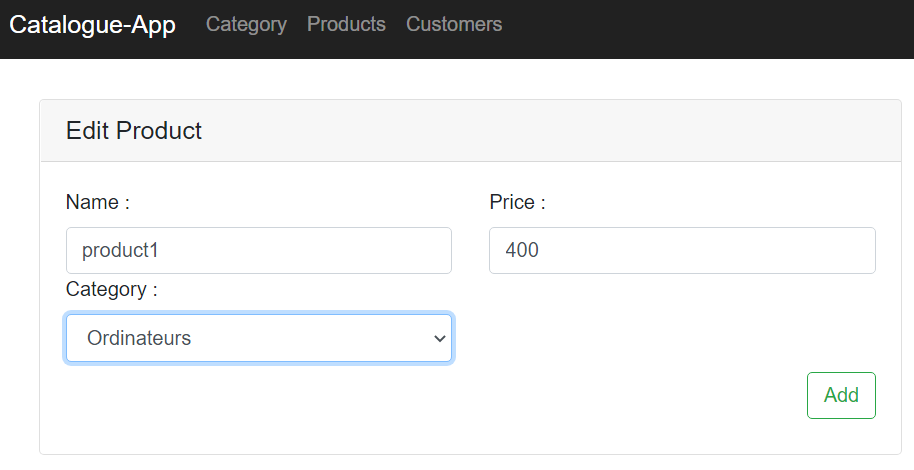 Catalogue-App Category Products Customers
Edit Product
Name : Price :
product1 400
Category :
Ordinateurs
Add